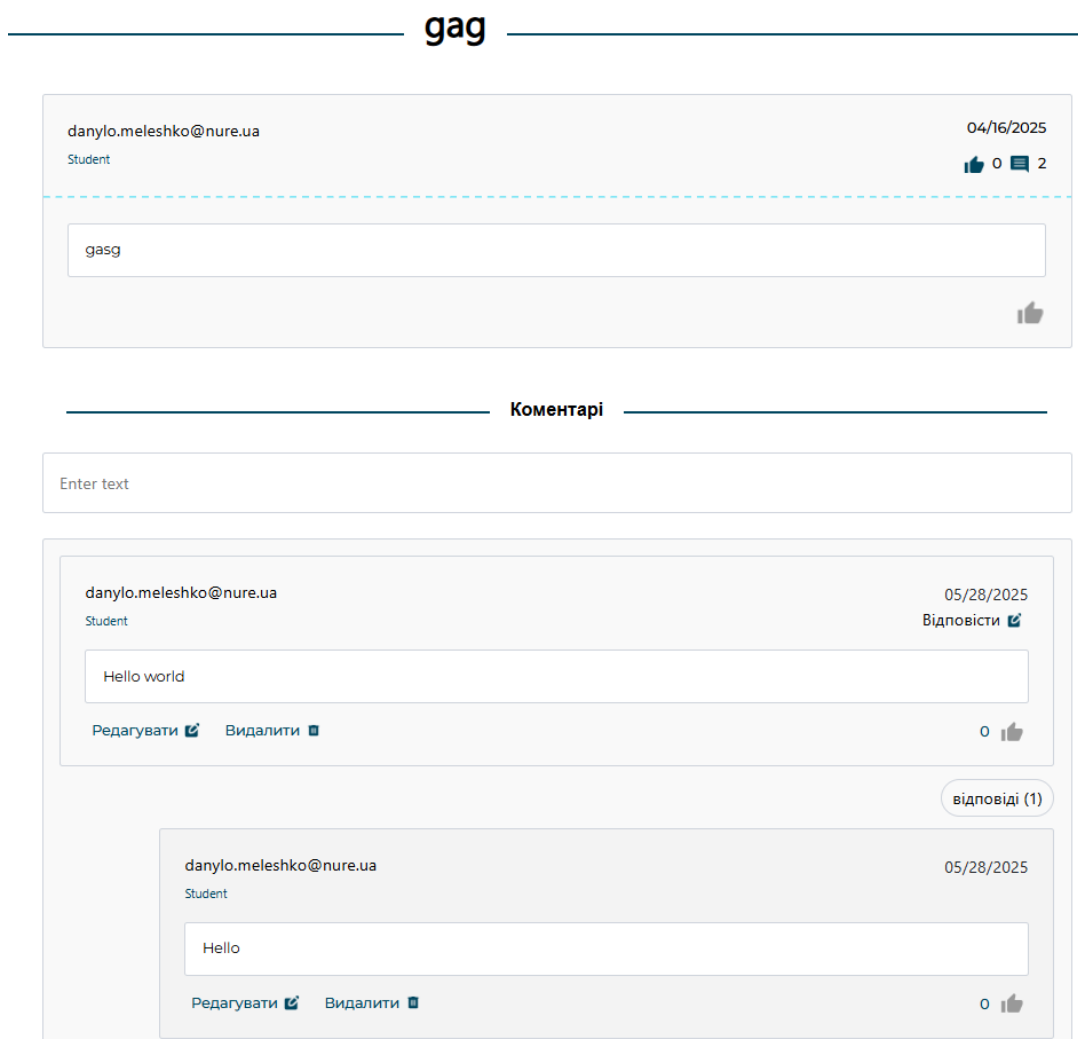 gag
danylo.meleshko@nure.ua
04/16/2025
Student
0 2
gasg
Коментарі
Enter text
danylo.meleshko@nure.ua
05/28/2025
Student
Відповісти
Hello world
Редагувати Видалити
0
відповіді (1)
danylo.meleshko@nure.ua
05/28/2025
Student
Hello
Редагувати Видалити
0